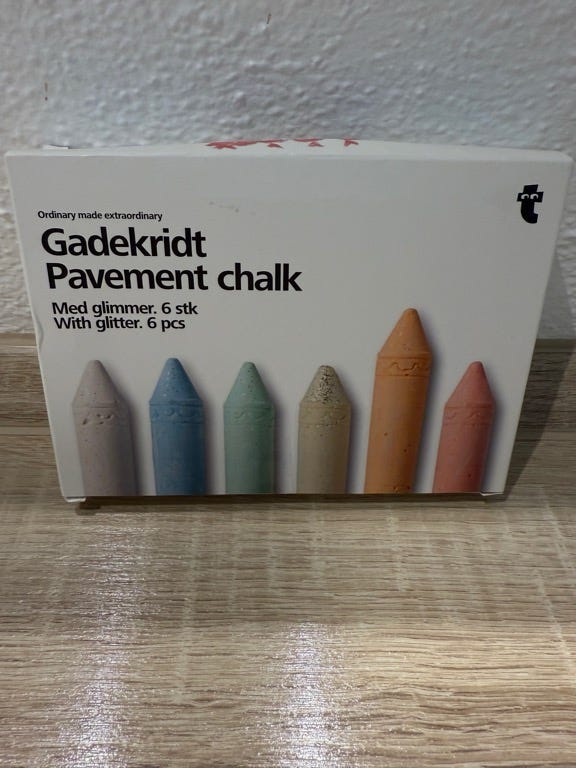 Ordinary made extraordinary
Gadekridt
Pavement chalk
Med glimmer. 6 stk
With glitter. 6 pcs
t